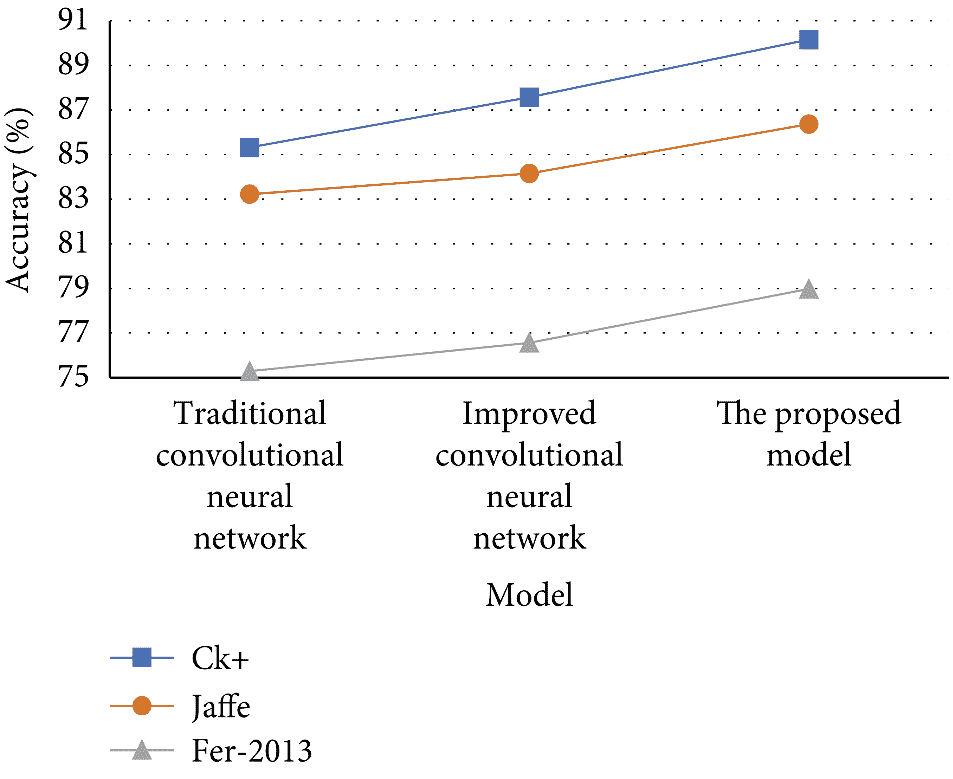 91
89
87
85
83
81
79
77
75
Accuracy (%)
Traditional
convolutional
neural
network
Improved
convolutional
neural
network
The proposed
model
Model
Ck+
Jaffe
Fer-2013